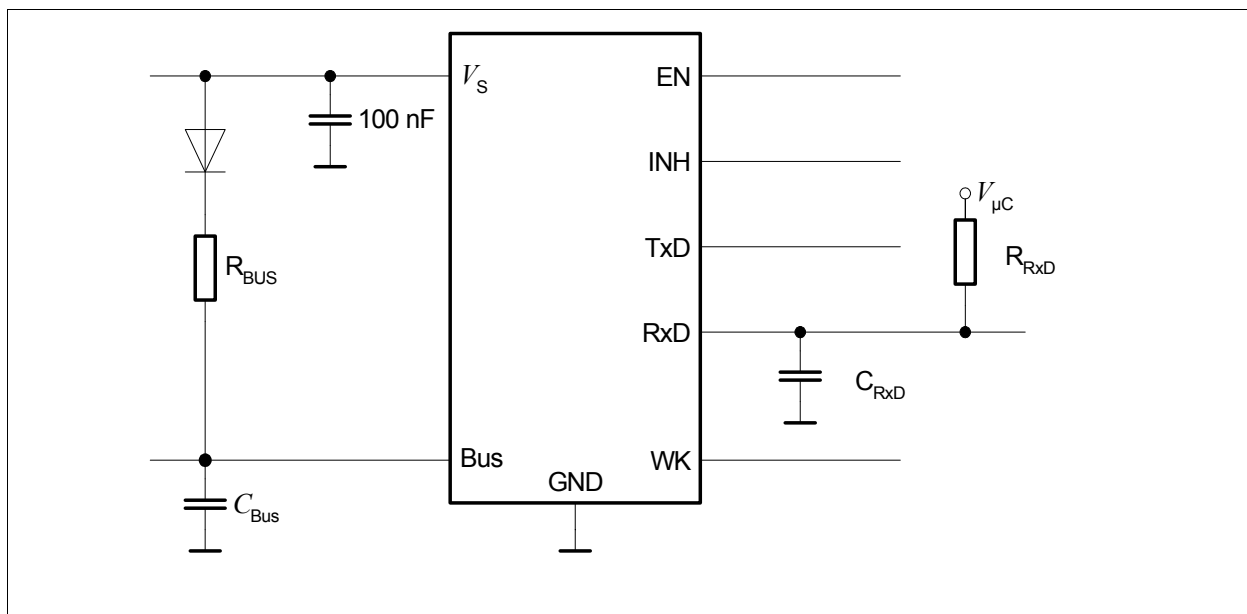 V_S
EN
100 nF
INH
V_µC
R_BUS
TxD
R_RxD
RxD
C_RxD
Bus
WK
GND
C_Bus